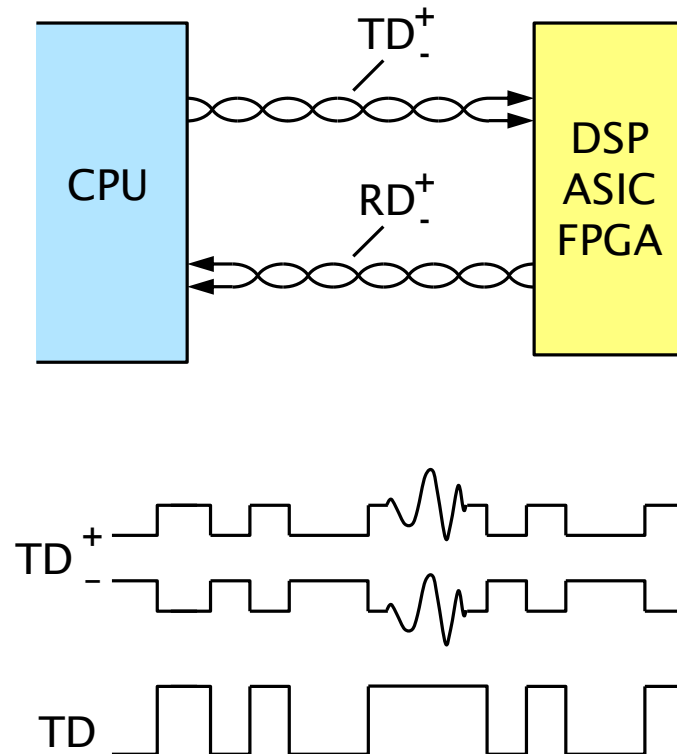 TD+-
CPU
DSP
ASIC
FPGA
RD+-
TD+−
TD